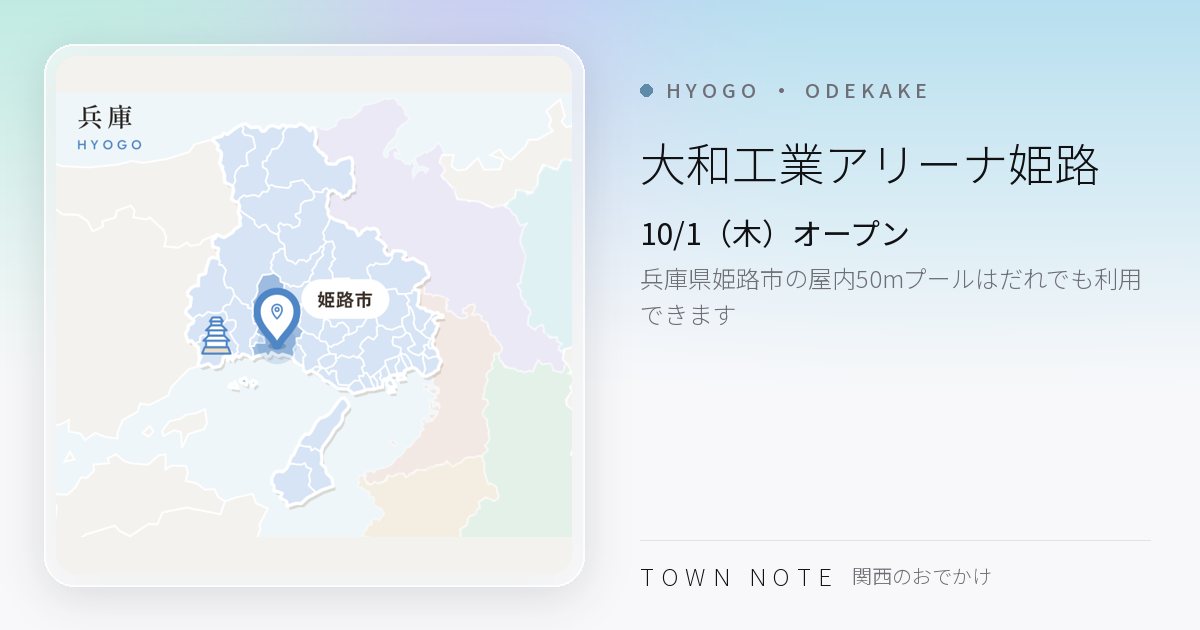 兵庫
HYOGO
姫路市
HYOGO • ODEKAKE
大和工業アリーナ姫路
10/1（木）オープン
兵庫県姫路市の屋内50mプールはだれでも利用
できます
TOWN NOTE 関西のおでかけ